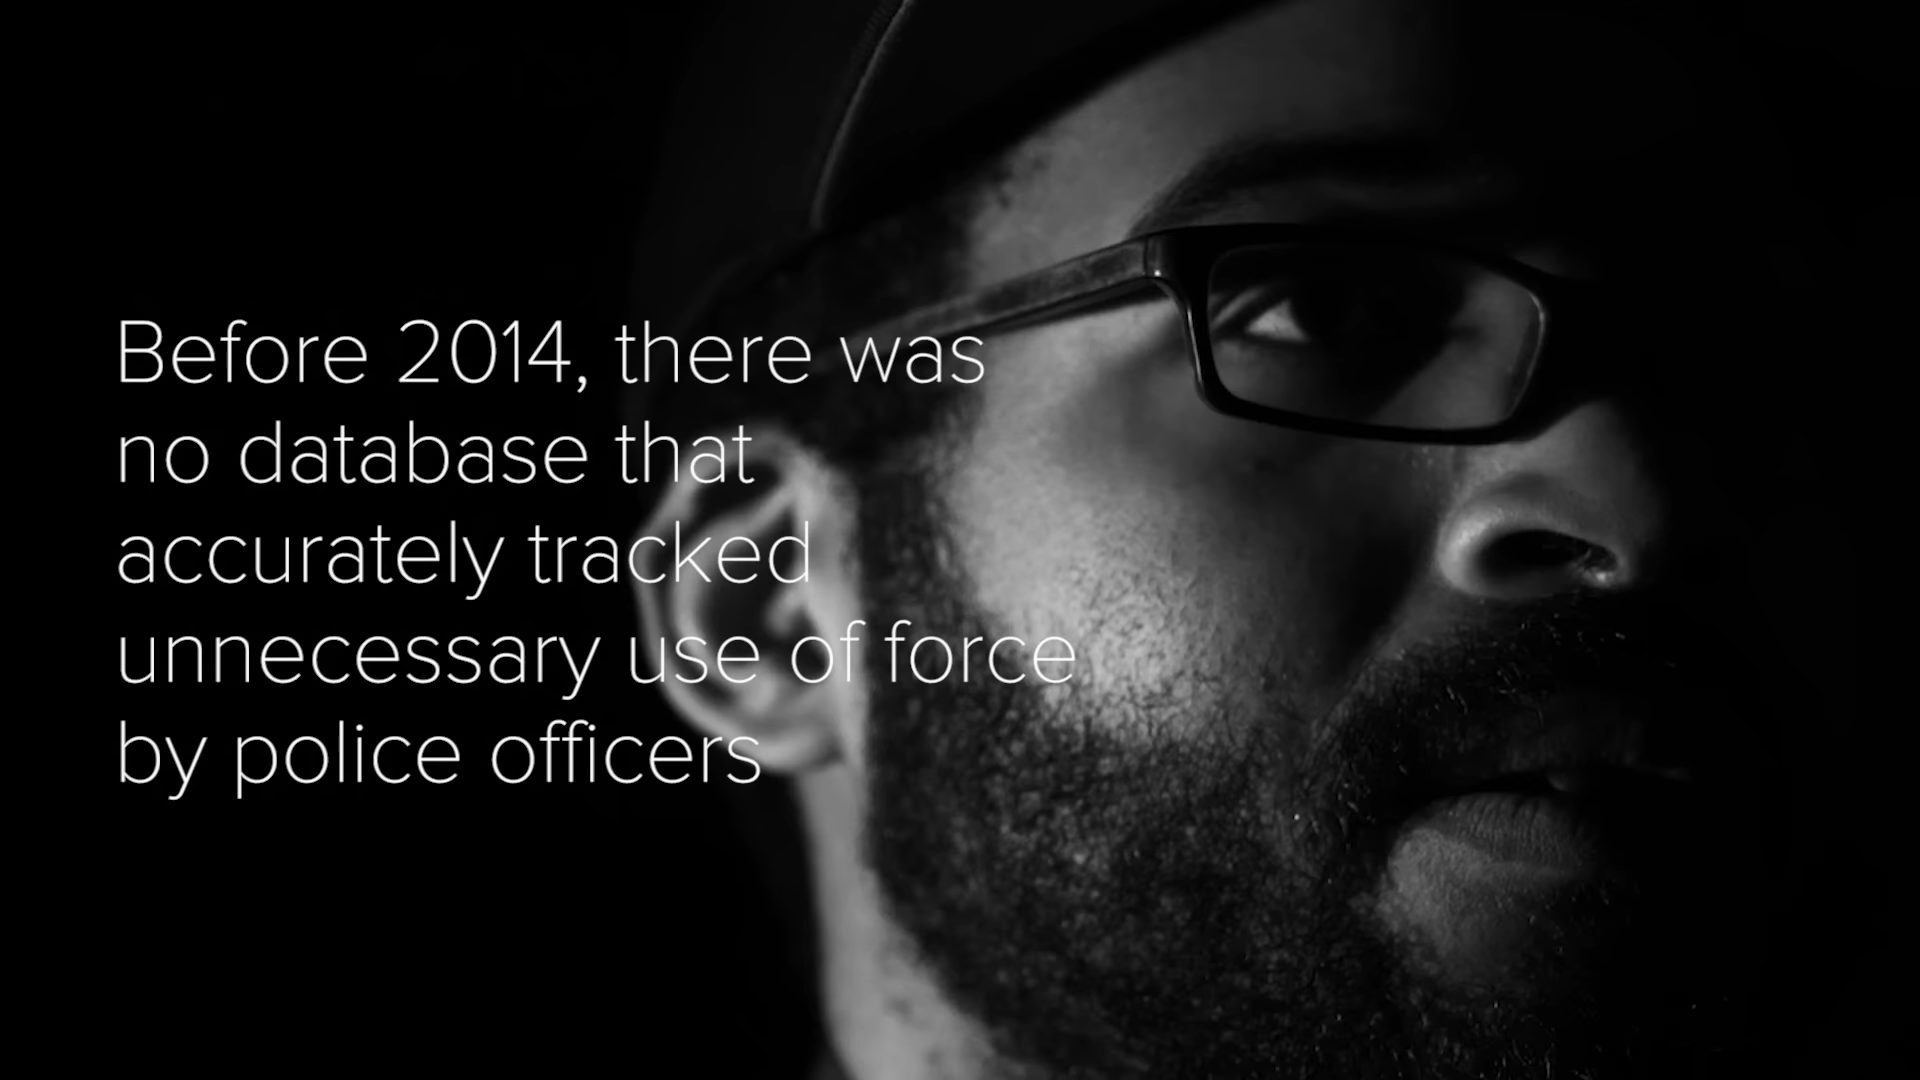 Before 2014, there was
no database that
accurately tracked
unnecessary use of force
by police officers